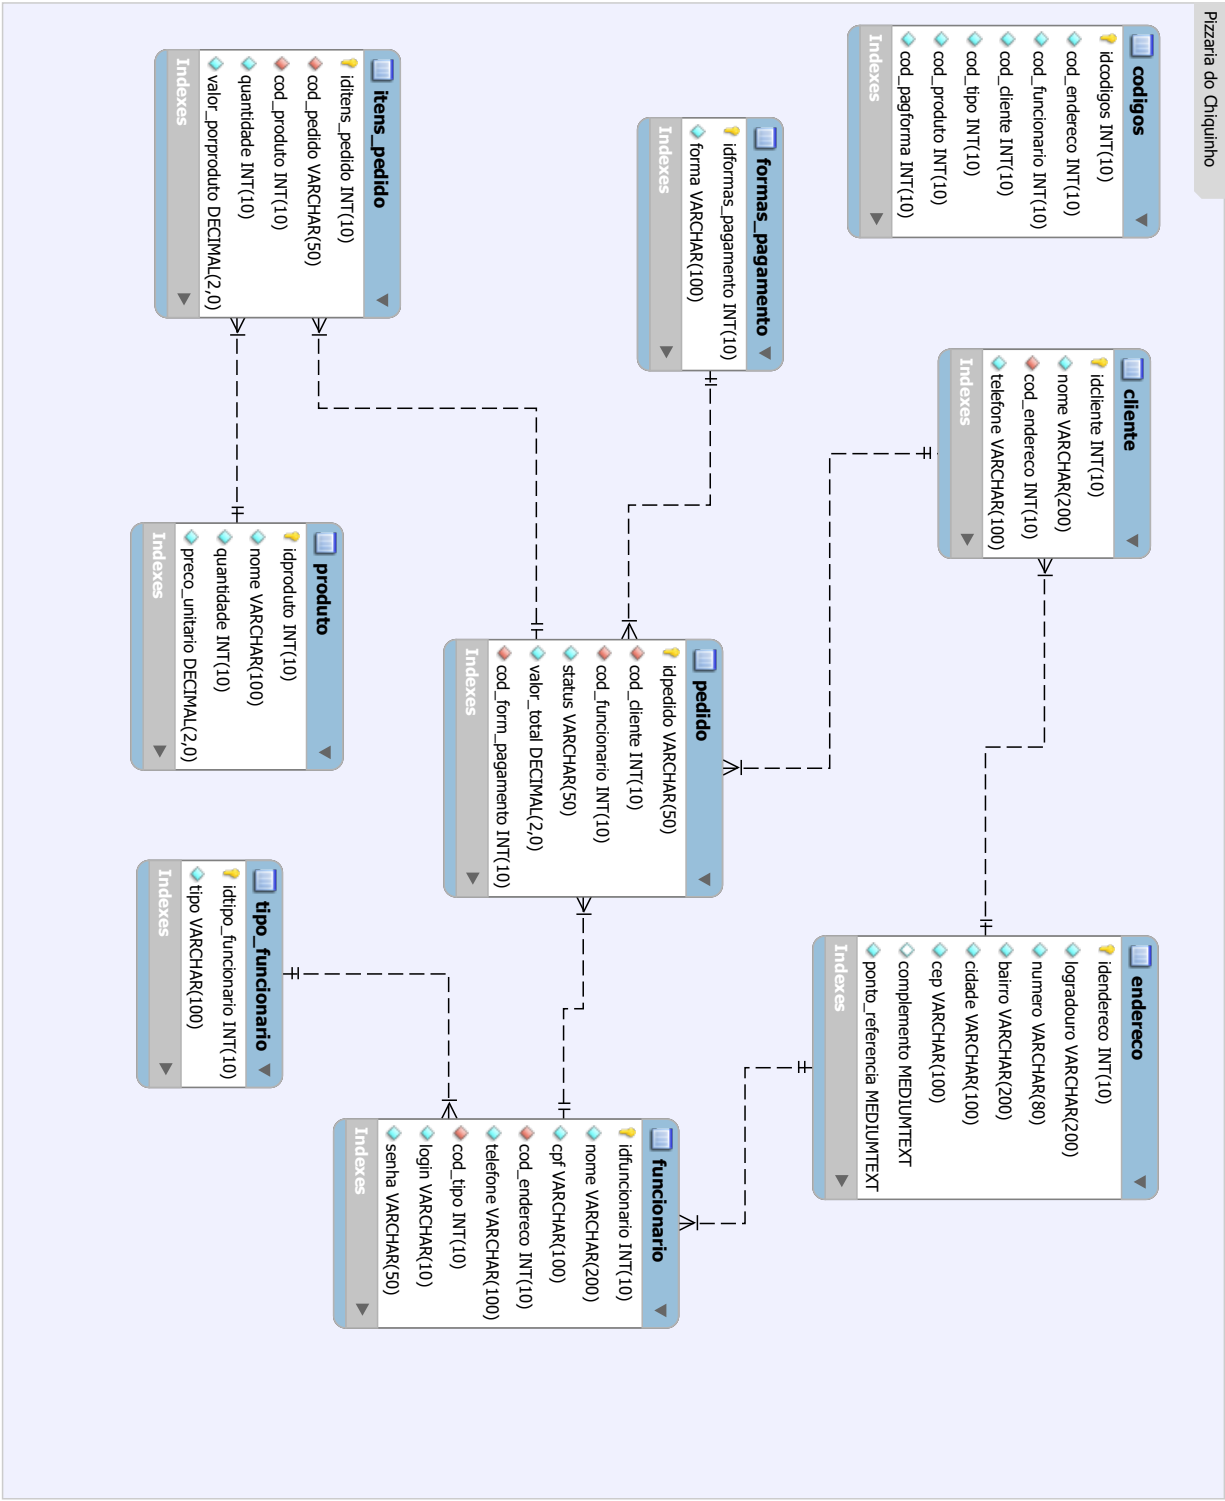 Pizzaria do Chiquinho
codigos
idcodigos INT(10)
cod_endereco INT(10)
cod_funcionario INT(10)
cod_cliente INT(10)
cod_tipo INT(10)
cod_produto INT(10)
cod_pagforma INT(10)
Indexes
cliente
idcliente INT(10)
nome VARCHAR(200)
cod_endereco INT(10)
telefone VARCHAR(100)
Indexes
endereco
idendereco INT(10)
logradouro VARCHAR(200)
numero VARCHAR(80)
bairro VARCHAR(200)
cidade VARCHAR(100)
cep VARCHAR(100)
complemento MEDIUMTEXT
ponto_referencia MEDIUMTEXT
Indexes
formas_pagamento
idformas_pagamento INT(10)
forma VARCHAR(100)
Indexes
pedido
idpedido VARCHAR(50)
cod_cliente INT(10)
cod_funcionario INT(10)
status VARCHAR(50)
valor_total DECIMAL(2,0)
cod_form_pagamento INT(10)
Indexes
funcionario
idfuncionario INT(10)
nome VARCHAR(200)
cpf VARCHAR(100)
cod_endereco INT(10)
telefone VARCHAR(100)
cod_tipo INT(10)
login VARCHAR(10)
senha VARCHAR(50)
Indexes
itens_pedido
iditens_pedido INT(10)
cod_pedido VARCHAR(50)
cod_produto INT(10)
quantidade INT(10)
valor_porproduto DECIMAL(2,0)
Indexes
produto
idproduto INT(10)
nome VARCHAR(100)
quantidade INT(10)
preco_unitario DECIMAL(2,0)
Indexes
tipo_funcionario
idtipo_funcionario INT(10)
tipo VARCHAR(100)
Indexes